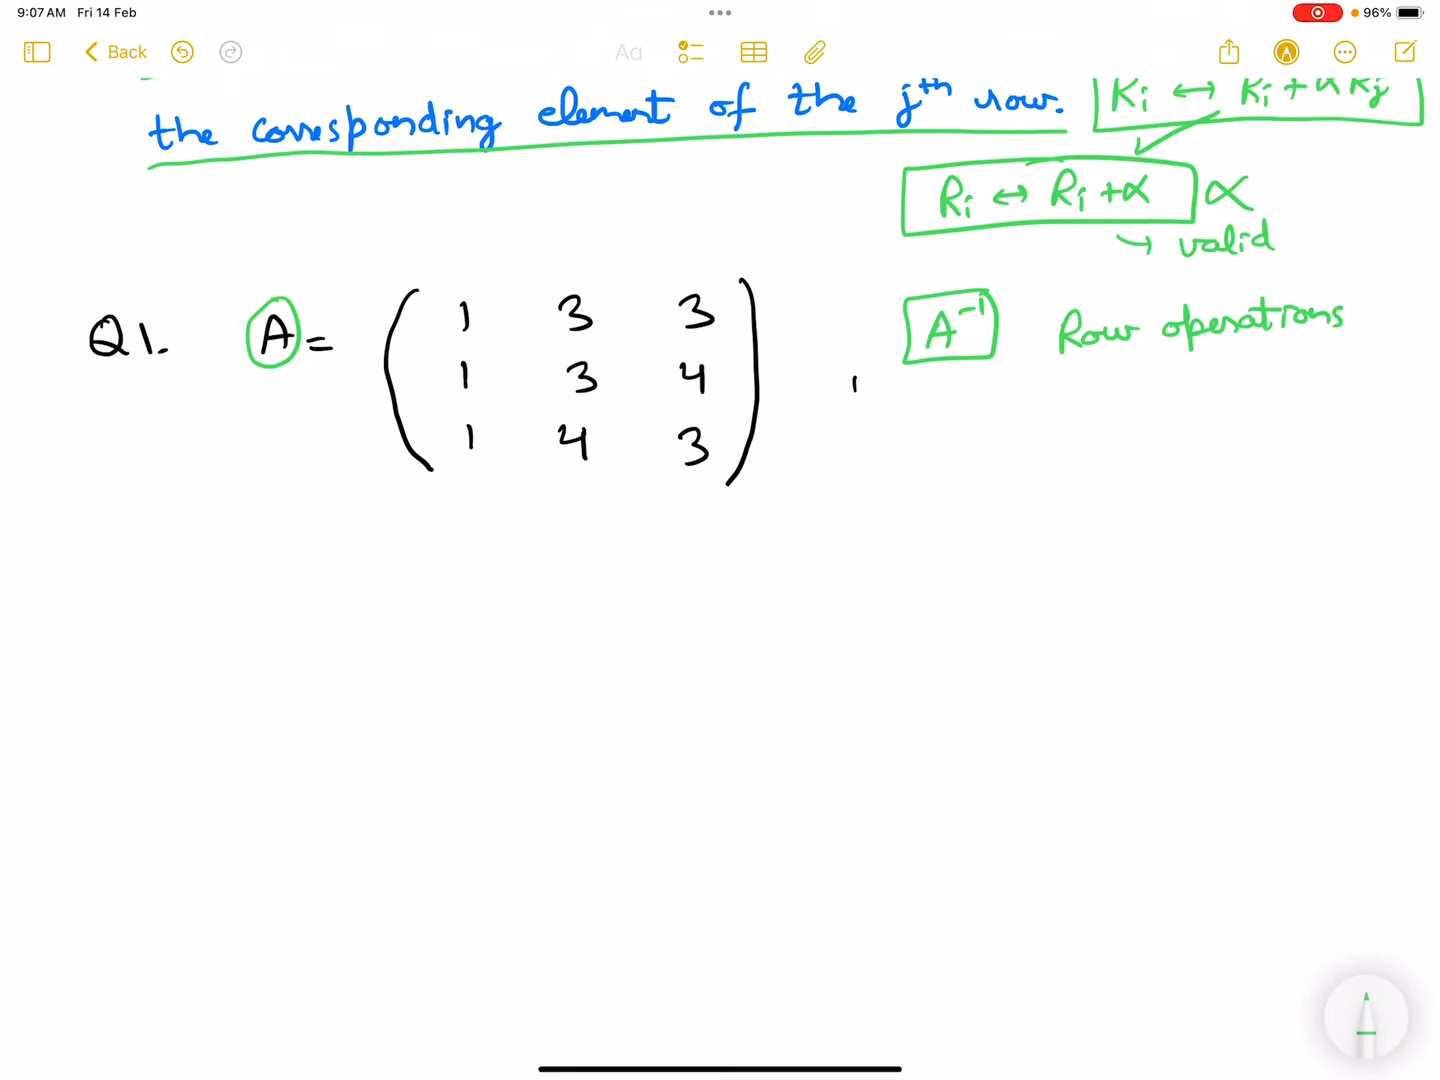 9:07 AM Fri 14 Feb
96%
Back
Aa
the corresponding element of the jth row.
Ri ↔ Ri + α Rj
Ri ↔ Ri + α ∝
→ valid
Q1. A = ( 1 3 3
1 3 4
1 4 3 ) ,
A⁻¹ Row operations